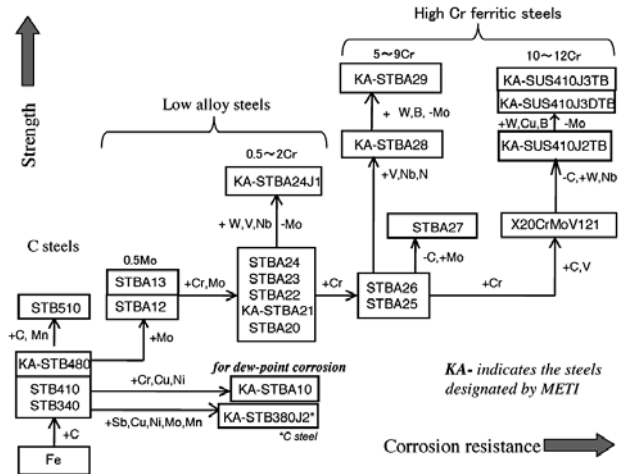 High Cr ferritic steels
5～9Cr
10～12Cr
KA-STBA29
KA-SUS410J3TB
KA-SUS410J3DTB
+ W,B, -Mo
+W,Cu,B -Mo
Strength
Low alloy steels
0.5～2Cr
KA-STBA28
KA-SUS410J2TB
KA-STBA24J1
+V,Nb,N
-C,+W,Nb
+ W,V,Nb -Mo
STBA27
X20CrMoV121
C steels
0.5Mo
STBA24
STBA23
STBA22
KA-STBA21
STBA20
-C,+Mo
STBA13
STBA12
+Cr,Mo
+Cr
STBA26
STBA25
+Cr
+C,V
STB510
+C, Mn
+Mo
KA-STB480
STB410
STB340
for dew-point corrosion
+Cr,Cu,Ni
KA-STBA10
KA-STB380J2*
+Sb,Cu,Ni,Mo,Mn
*C steel
+C
Fe
KA- indicates the steels
designated by METI
Corrosion resistance